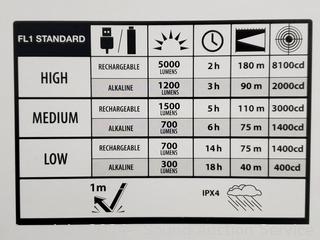 FL1 STANDARD
HIGH
RECHARGEABLE 5000 LUMENS 2 h 180 m 8100cd
ALKALINE 1200 LUMENS 3 h 90 m 2000cd
MEDIUM
RECHARGEABLE 1500 LUMENS 5 h 110 m 3000cd
ALKALINE 700 LUMENS 6 h 75 m 1400cd
LOW
RECHARGEABLE 700 LUMENS 14 h 75 m 1400cd
ALKALINE 300 LUMENS 18 h 40 m 400cd
1m IPX4
Auction Service